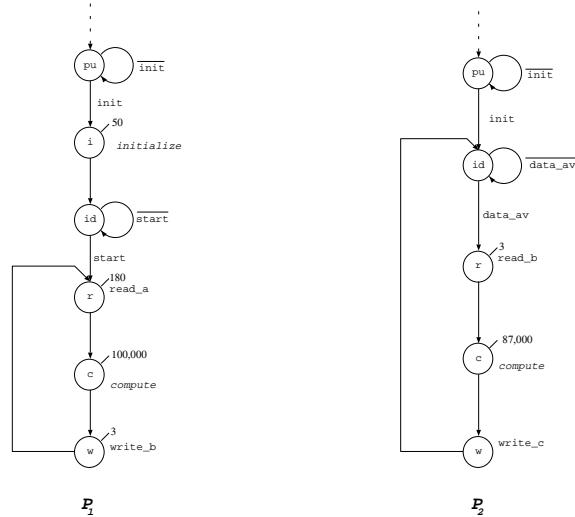 pu
init
init
50
i
initialize
id
start
start
180
r
read_a
100,000
c
compute
3
w
write_b
P1
pu
init
init
id
data_av
data_av
3
r
read_b
87,000
c
compute
w
write_c
P2